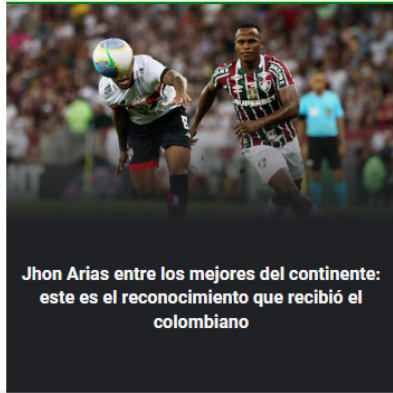 Jhon Arias entre los mejores del continente:
este es el reconocimiento que recibió el
colombiano